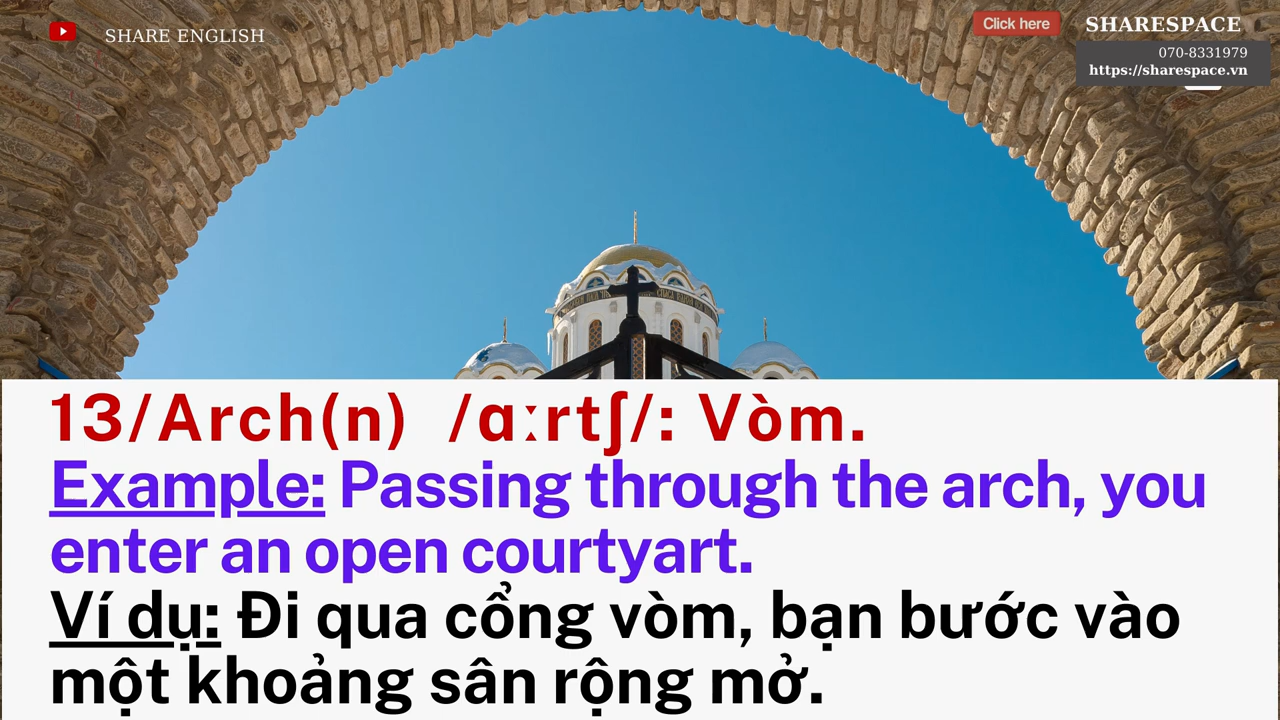 SHARE ENGLISH
Click here
SHARESPACE
070-8331979
https://sharespace.vn
13/Arch(n) /ɑːrtʃ/: Vòm.
Example: Passing through the arch, you
enter an open courtyart.
Ví dụ: Đi qua cổng vòm, bạn bước vào
một khoảng sân rộng mở.